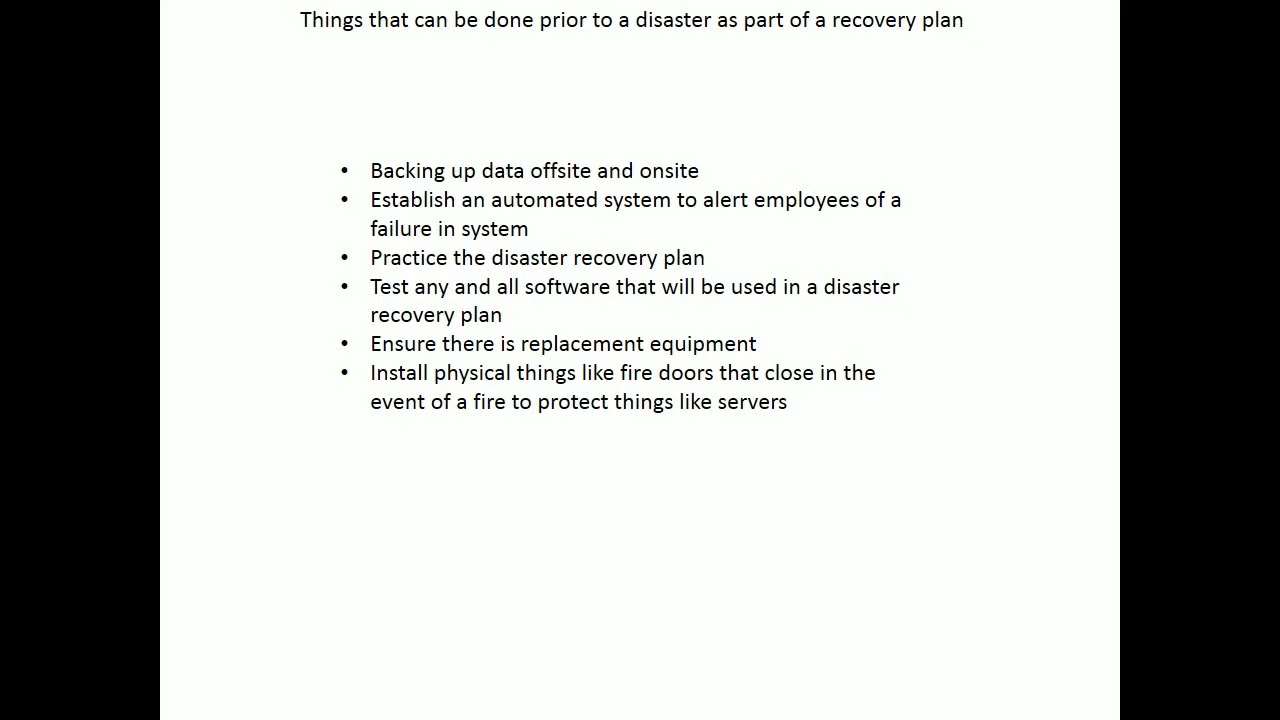 Things that can be done prior to a disaster as part of a recovery plan
• Backing up data offsite and onsite
• Establish an automated system to alert employees of a
failure in system
• Practice the disaster recovery plan
• Test any and all software that will be used in a disaster
recovery plan
• Ensure there is replacement equipment
• Install physical things like fire doors that close in the
event of a fire to protect things like servers